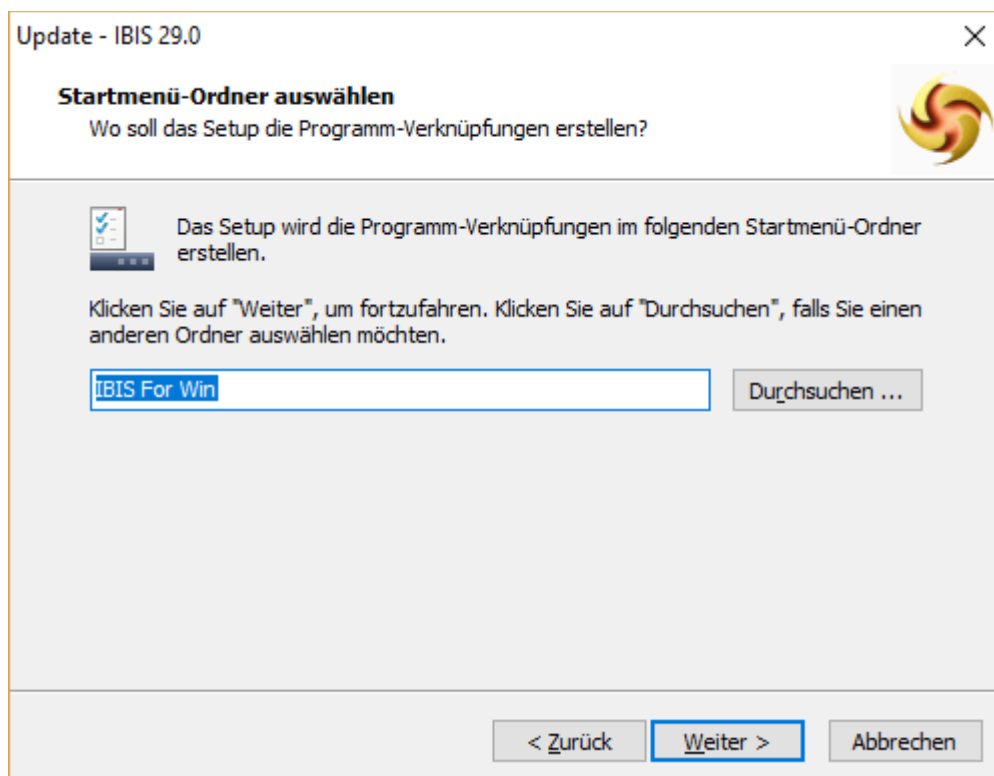 Update - IBIS 29.0
Startmenü-Ordner auswählen
Wo soll das Setup die Programm-Verknüpfungen erstellen?
Das Setup wird die Programm-Verknüpfungen im folgenden Startmenü-Ordner
erstellen.
Klicken Sie auf "Weiter", um fortzufahren. Klicken Sie auf "Durchsuchen", falls Sie einen
anderen Ordner auswählen möchten.
IBIS For Win
Durchsuchen ...
< Zurück
Weiter >
Abbrechen